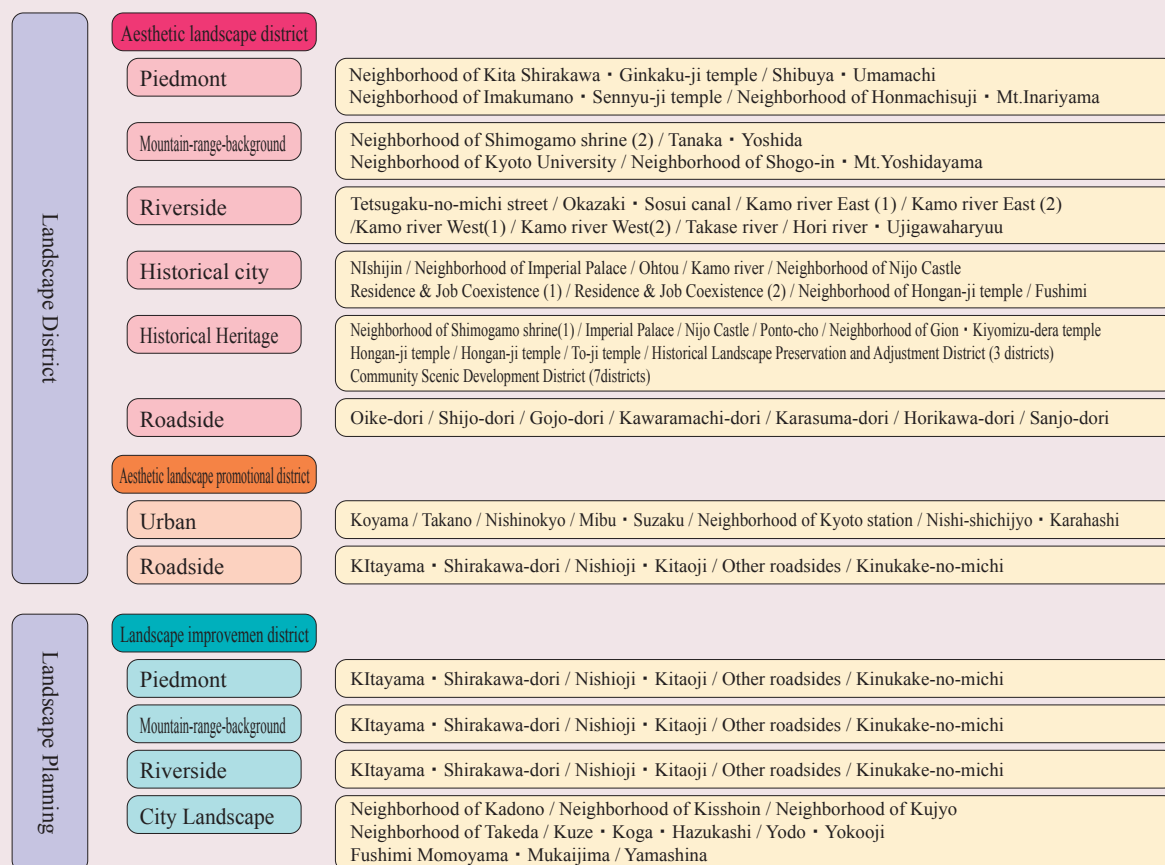 Landscape District
Aesthetic landscape district
Piedmont
Neighborhood of Kita Shirakawa・Ginkaku-ji temple / Shibuya・Umamachi
Neighborhood of Imakumano・Sennyu-ji temple / Neighborhood of Honmachisuji・Mt.Inariyama
Mountain-range-background
Neighborhood of Shimogamo shrine (2) / Tanaka・Yoshida
Neighborhood of Kyoto University / Neighborhood of Shogo-in・Mt.Yoshidayama
Riverside
Tetsugaku-no-michi street / Okazaki・Sosui canal / Kamo river East (1) / Kamo river East (2)
/Kamo river West(1) / Kamo river West(2) / Takase river / Hori river・Ujigawaharyuu
Historical city
NIshijin / Neighborhood of Imperial Palace / Ohtou / Kamo river / Neighborhood of Nijo Castle
Residence & Job Coexistence (1) / Residence & Job Coexistence (2) / Neighborhood of Hongan-ji temple / Fushimi
Historical Heritage
Neighborhood of Shimogamo shrine(1) / Imperial Palace / Nijo Castle / Ponto-cho / Neighborhood of Gion・Kiyomizu-dera temple
Hongan-ji temple / Hongan-ji temple / To-ji temple / Historical Landscape Preservation and Adjustment District (3 districts)
Community Scenic Development District (7districts)
Roadside
Oike-dori / Shijo-dori / Gojo-dori / Kawaramachi-dori / Karasuma-dori / Horikawa-dori / Sanjo-dori
Aesthetic landscape promotional district
Urban
Koyama / Takano / Nishinokyo / Mibu・Suzaku / Neighborhood of Kyoto station / Nishi-shichijyo・Karahashi
Roadside
KItayama・Shirakawa-dori / Nishioji・Kitaoji / Other roadsides / Kinukake-no-michi
Landscape Planning
Landscape improvemen district
Piedmont
KItayama・Shirakawa-dori / Nishioji・Kitaoji / Other roadsides / Kinukake-no-michi
Mountain-range-background
KItayama・Shirakawa-dori / Nishioji・Kitaoji / Other roadsides / Kinukake-no-michi
Riverside
KItayama・Shirakawa-dori / Nishioji・Kitaoji / Other roadsides / Kinukake-no-michi
City Landscape
Neighborhood of Kadono / Neighborhood of Kisshoin / Neighborhood of Kujyo
Neighborhood of Takeda / Kuze・Koga・Hazukashi / Yodo・Yokooji
Fushimi Momoyama・Mukaijima / Yamashina